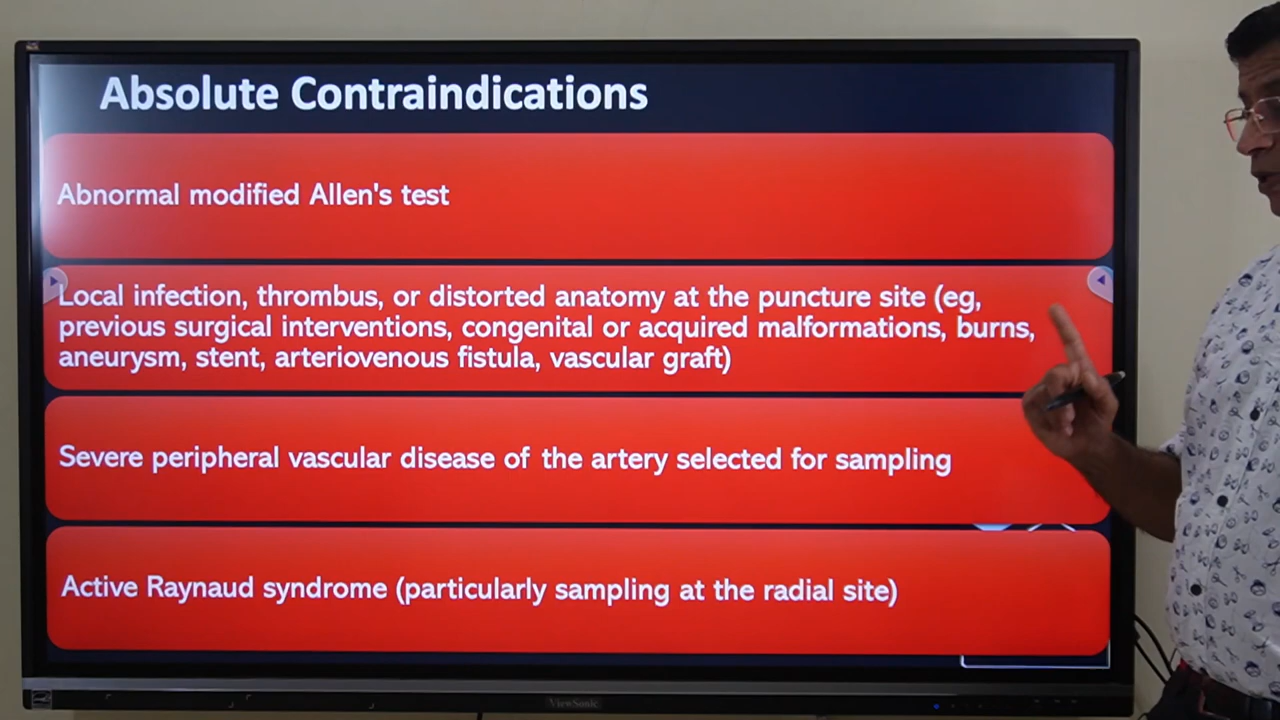 Absolute Contraindications
Abnormal modified Allen's test
Local infection, thrombus, or distorted anatomy at the puncture site (eg,
previous surgical interventions, congenital or acquired malformations, burns,
aneurysm, stent, arteriovenous fistula, vascular graft)
Severe peripheral vascular disease of the artery selected for sampling
Active Raynaud syndrome (particularly sampling at the radial site)
ViewSonic